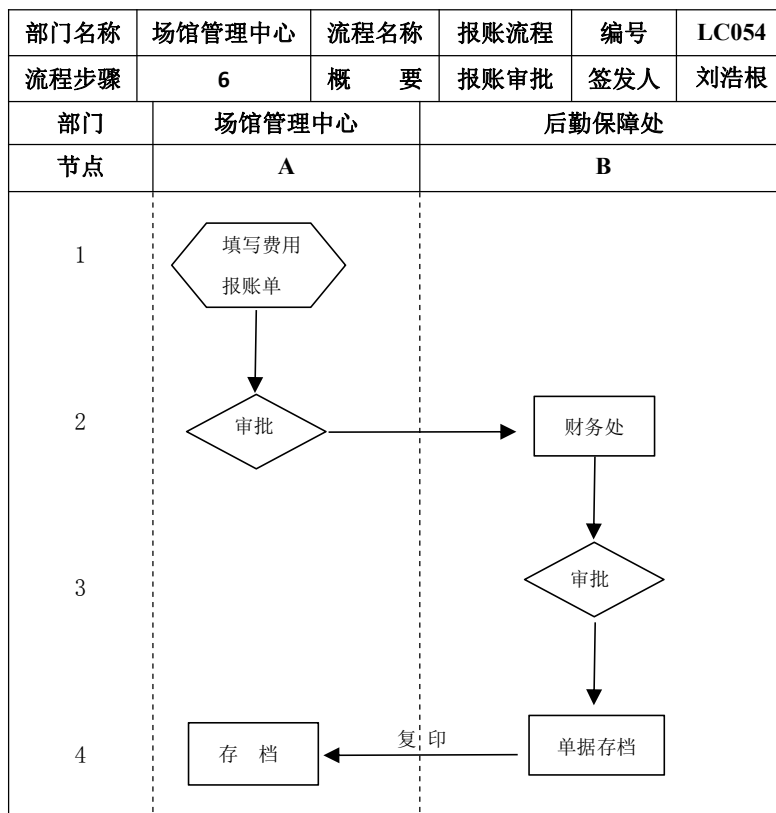 部门名称 场馆管理中心 流程名称 报账流程 编号 LC054
流程步骤 6 概 要 报账审批 签发人 刘浩根
部门 场馆管理中心 后勤保障处
节点 A B
1
填写费用
报账单
2 审批 财务处
3 审批
4 存 档 复 印 单据存档